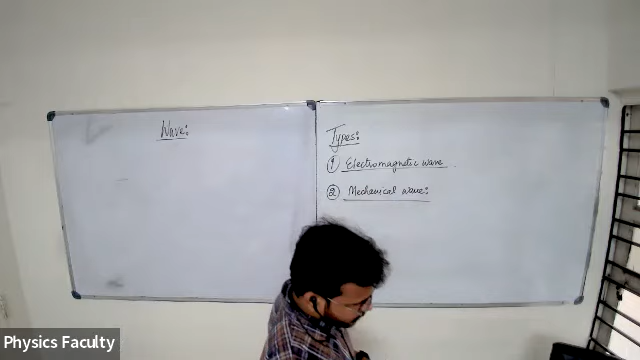 Wave:
Types:
① Electromagnetic wave
② Mechanical wave:
Physics Faculty